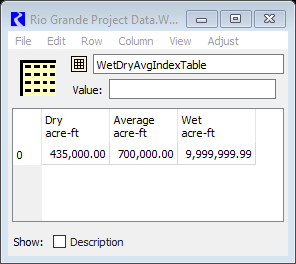 Rio Grande Project Data.W...
File Edit Row Column View Adjust
WetDryAvgIndexTable
Value:
Dry Average Wet
acre-ft acre-ft acre-ft
0 435,000.00 700,000.00 9,999,999.99
Show: Description